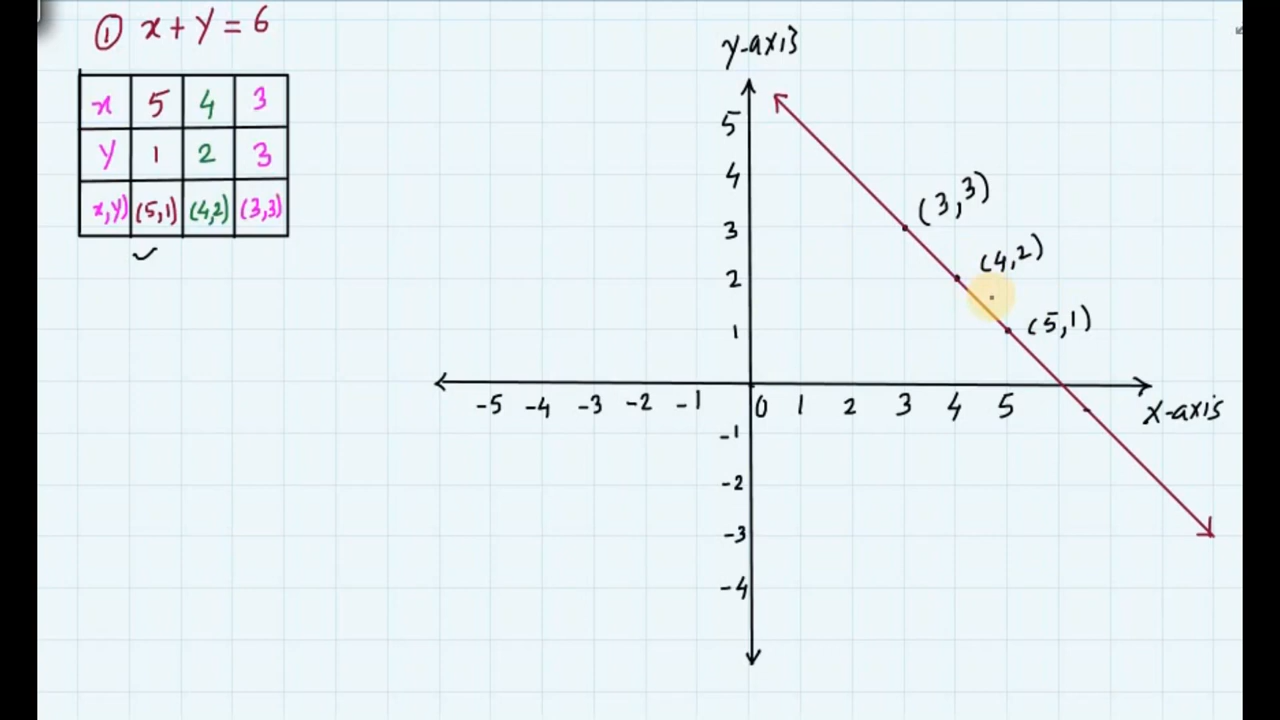 ① x + y = 6
x 5 4 3
y 1 2 3
x,y) (5,1) (4,2) (3,3)
y-axis
5
4
3
2
1
(3,3)
(4,2)
(5,1)
-5 -4 -3 -2 -1 0 1 2 3 4 5
x-axis
-1
-2
-3
-4